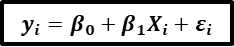 𝒚ᵢ = 𝜷₀ + 𝜷₁𝑿ᵢ + 𝜺ᵢ